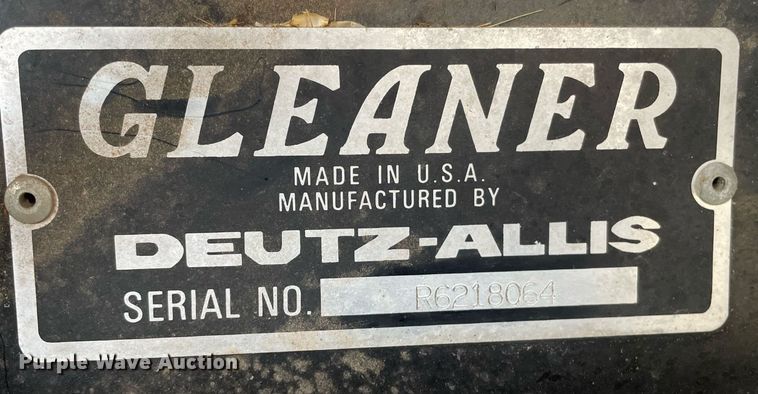 GLEANER
MADE IN U.S.A.
MANUFACTURED BY
DEUTZ-ALLIS
SERIAL NO. R6218064
Purple Wave Auction